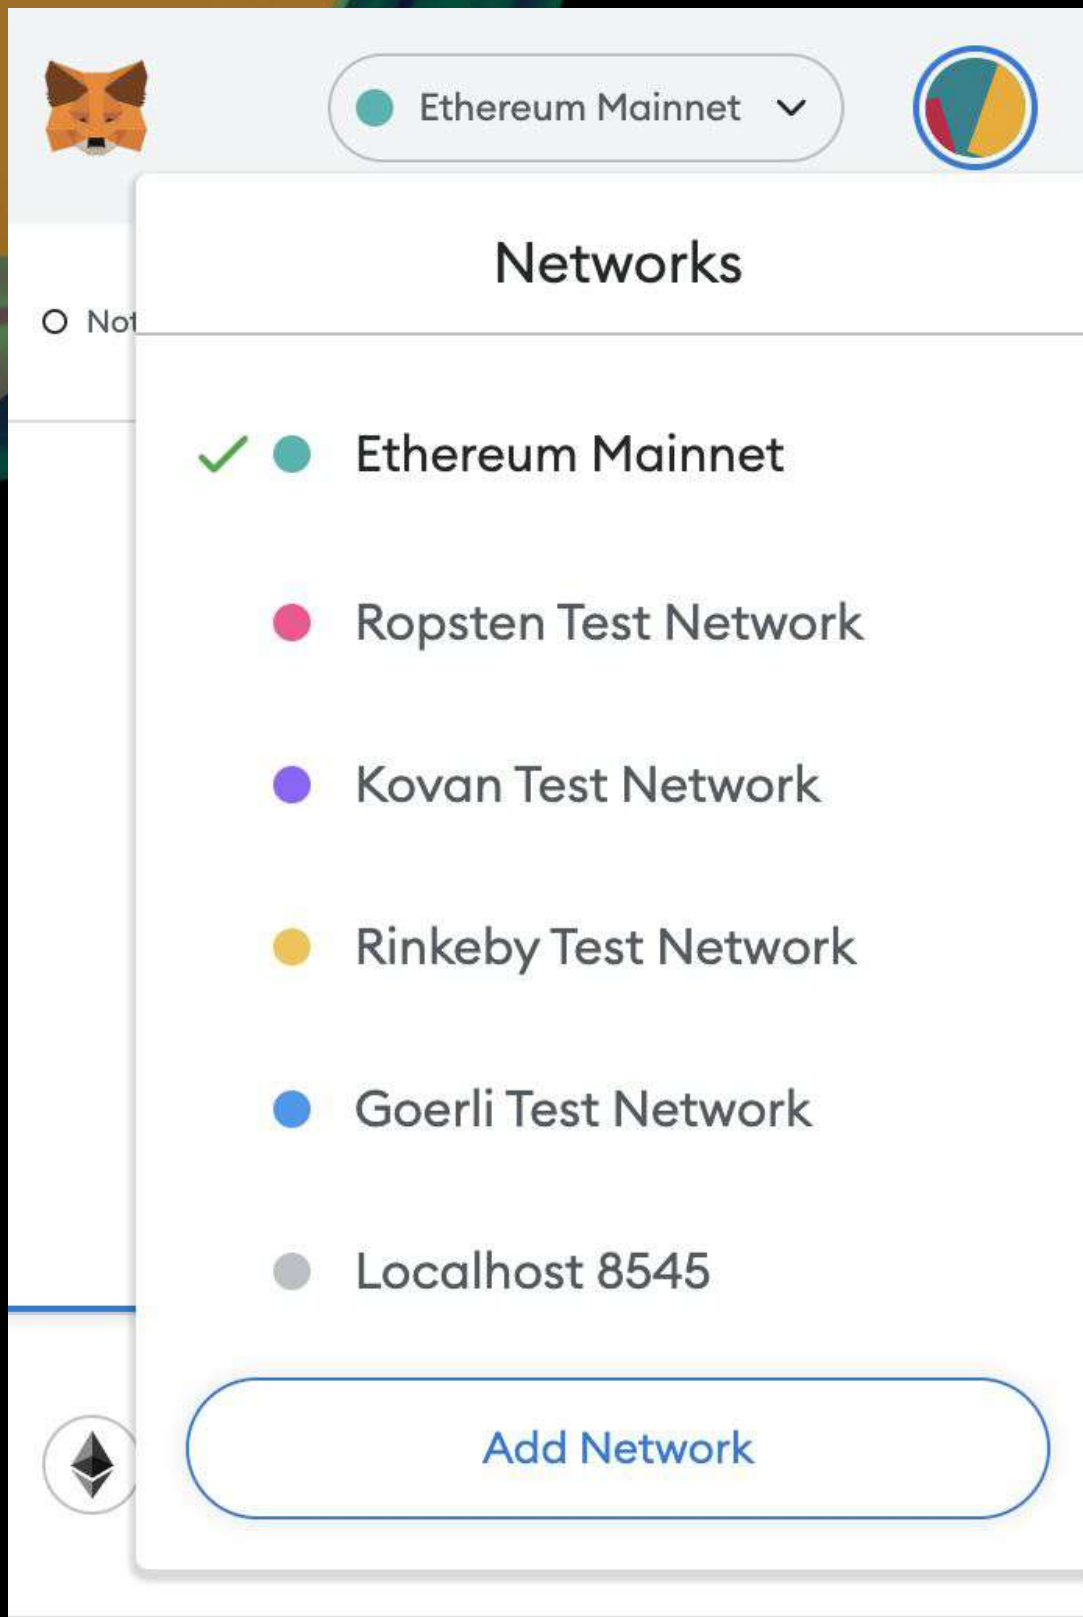 Ethereum Mainnet
Networks
Not
Ethereum Mainnet
Ropsten Test Network
Kovan Test Network
Rinkeby Test Network
Goerli Test Network
Localhost 8545
Add Network